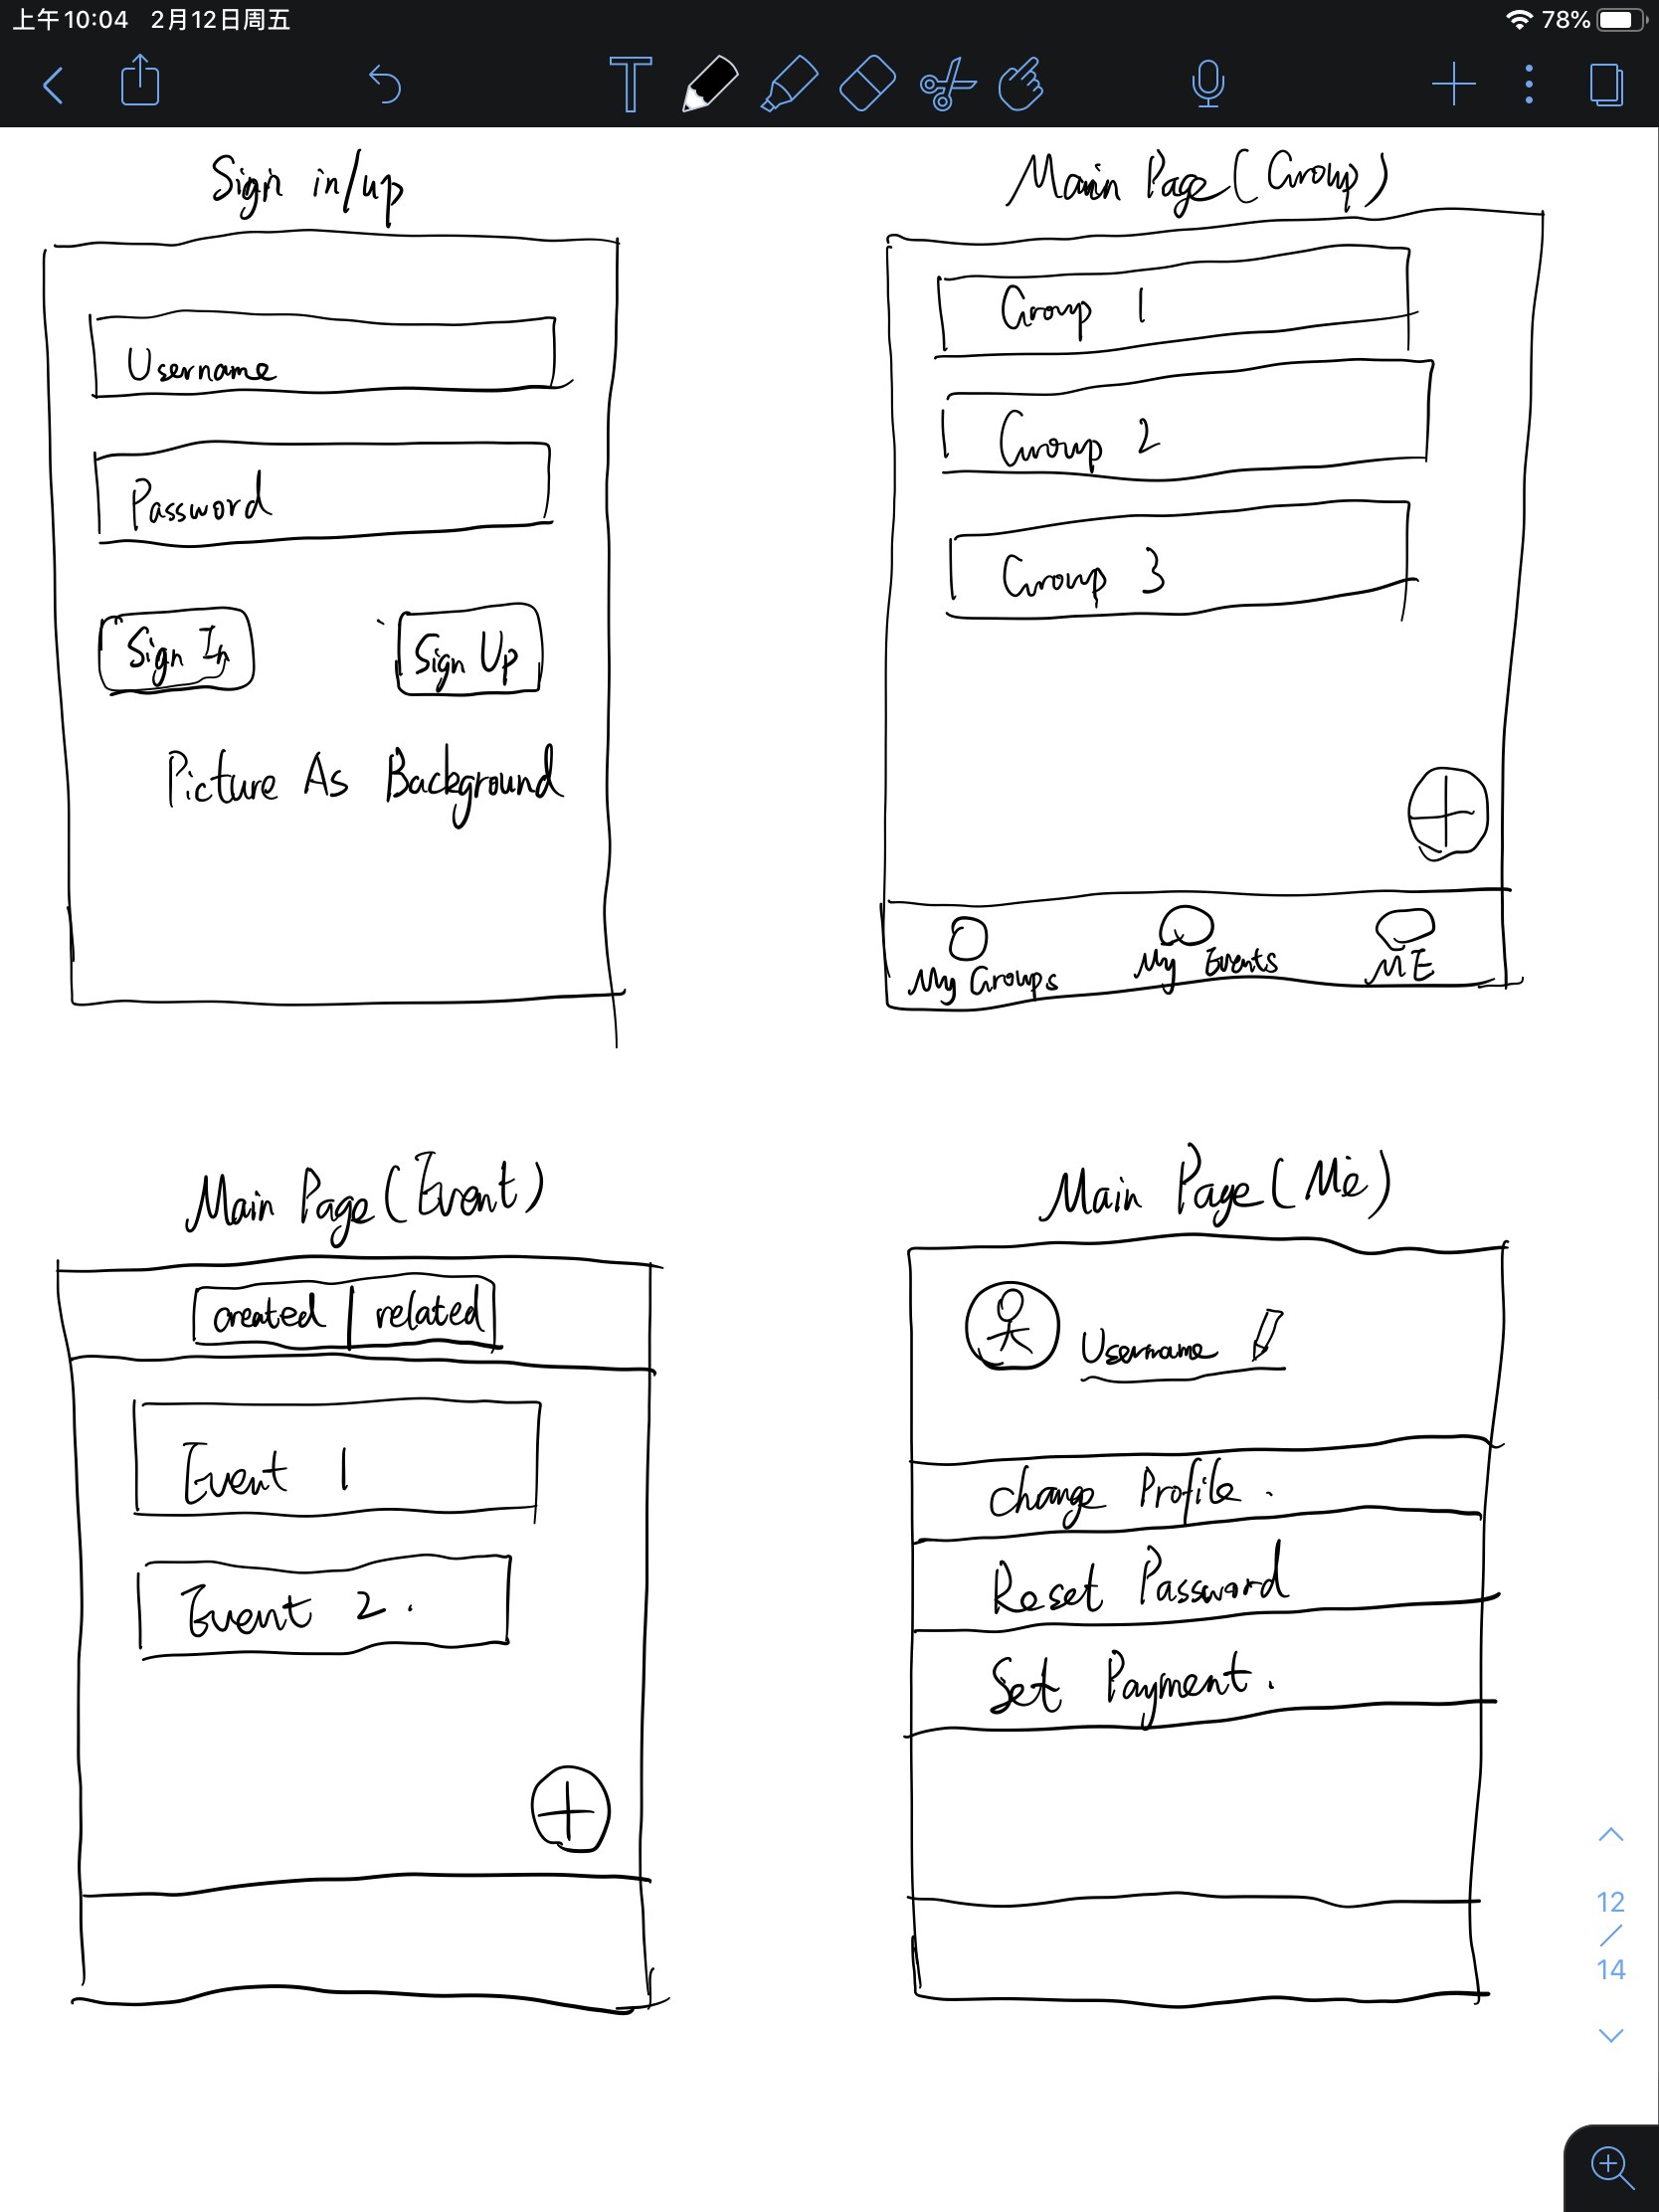 上午10:04 2月12日周五
78%
Sign in/up
Username
Password
Sign In
Sign Up
Picture As Background
Main Page (Group)
Group 1
Group 2
Group 3
My Groups
My Events
ME
Main Page (Event)
created
related
Event 1
Event 2.
Main Page (Me)
Username
Change Profile.
Reset Password
Set Payment.
12
/
14